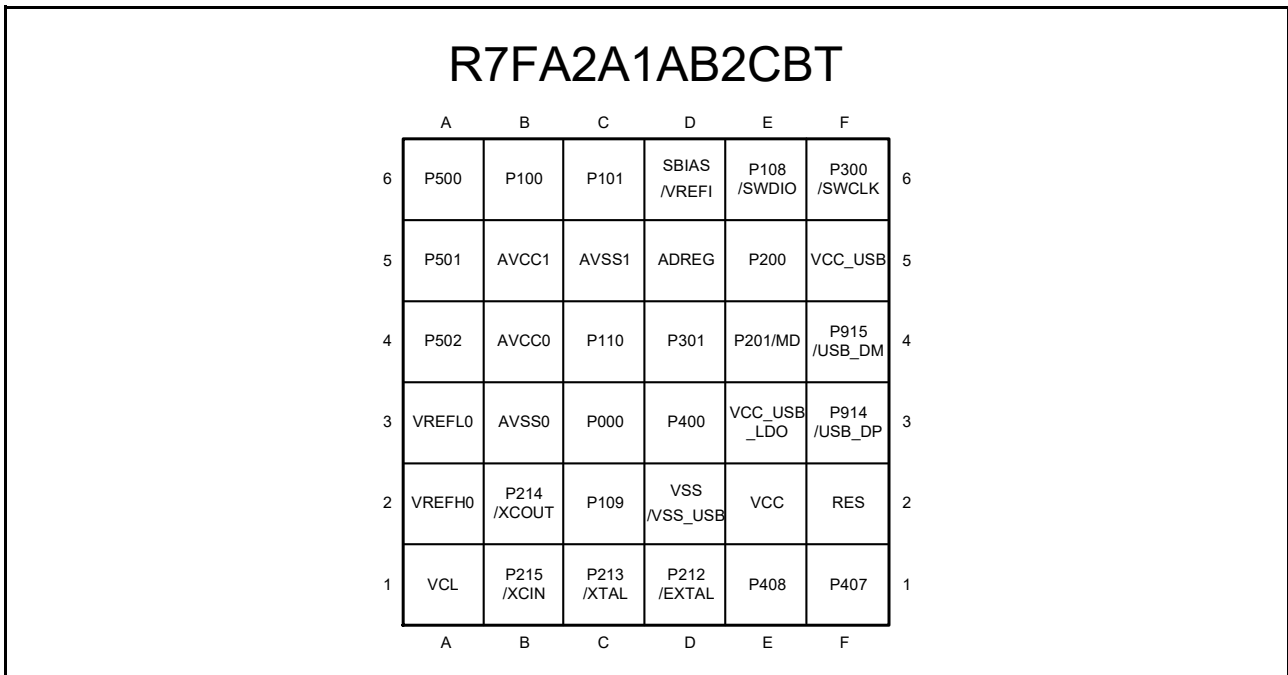 R7FA2A1AB2CBT
A B C D E F
6 P500 P100 P101 SBIAS /VREFI P108 /SWDIO P300 /SWCLK 6
5 P501 AVCC1 AVSS1 ADREG P200 VCC_USB 5
4 P502 AVCC0 P110 P301 P201/MD P915 /USB_DM 4
3 VREFL0 AVSS0 P000 P400 VCC_USB _LDO P914 /USB_DP 3
2 VREFH0 P214 /XCOUT P109 VSS /VSS_USB VCC RES 2
1 VCL P215 /XCIN P213 /XTAL P212 /EXTAL P408 P407 1
A B C D E F